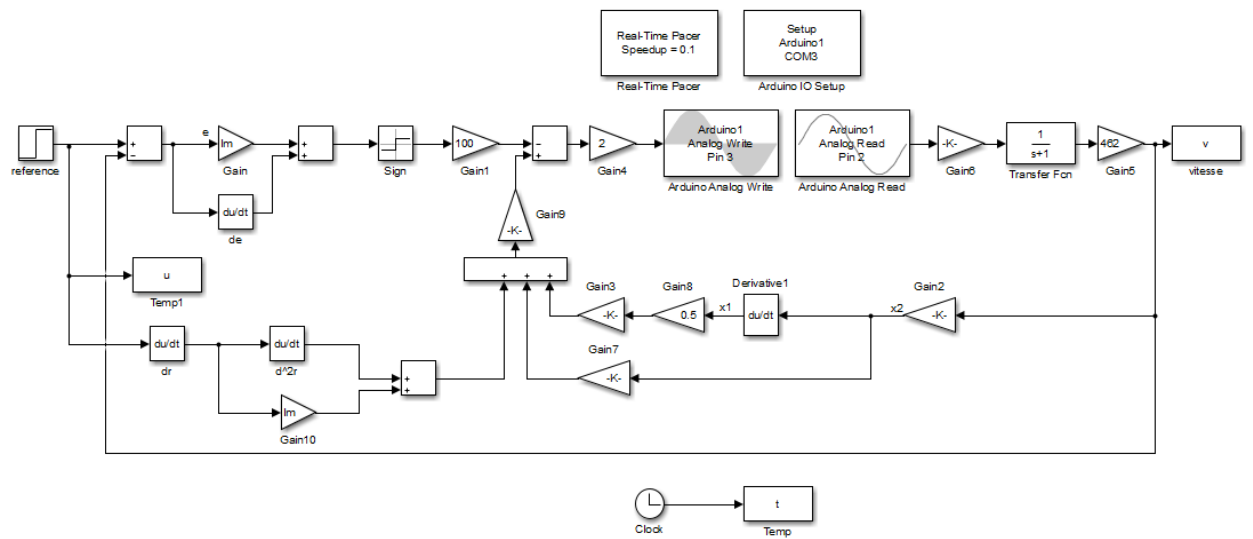 Real-Time Pacer
Speedup = 0.1
Real-Time Pacer
Setup
Arduino1
COM3
Arduino IO Setup
reference
+
−
e
lm
Gain
+
+
Sign
100
Gain1
−
+
2
Gain4
Arduino1
Analog Write
Pin 3
Arduino Analog Write
Arduino1
Analog Read
Pin 2
Arduino Analog Read
-K-
Gain6
1
s+1
Transfer Fcn
462
Gain5
v
vitesse
du/dt
de
-K-
Gain9
u
Temp1
+ + +
Gain3
-K-
Gain8
0.5
x1
Derivative1
du/dt
x2
Gain2
-K-
Gain7
-K-
du/dt
dr
du/dt
d^2r
+
+
lm
Gain10
Clock
t
Temp